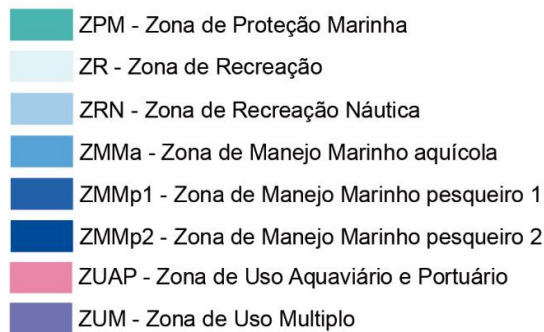 ZPM - Zona de Proteção Marinha
ZR - Zona de Recreação
ZRN - Zona de Recreação Náutica
ZMMa - Zona de Manejo Marinho aquícola
ZMMp1 - Zona de Manejo Marinho pesqueiro 1
ZMMp2 - Zona de Manejo Marinho pesqueiro 2
ZUAP - Zona de Uso Aquaviário e Portuário
ZUM - Zona de Uso Multiplo